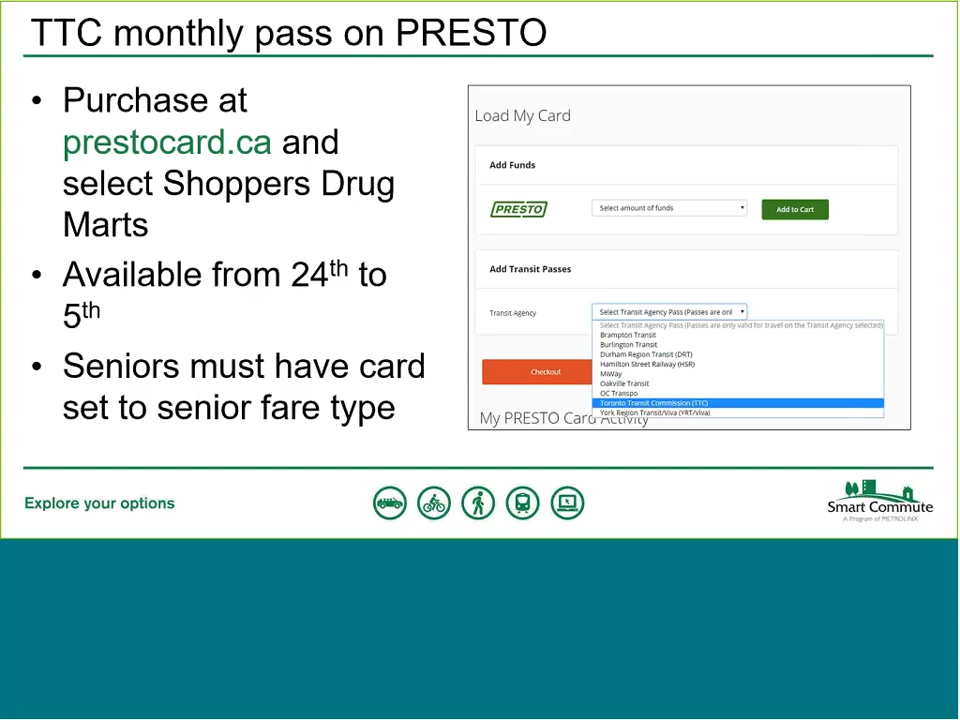 TTC monthly pass on PRESTO
• Purchase at
prestocard.ca and
select Shoppers Drug
Marts
• Available from 24th to
5th
• Seniors must have card
set to senior fare type
Load My Card
Add Funds
PRESTO
Select amount of funds
Add to Cart
Add Transit Passes
Transit Agency
Select Transit Agency Pass (Passes are onl
Select Transit Agency Pass (Passes are only valid for travel on the Transit Agency selected)
Brampton Transit
Burlington Transit
Durham Region Transit (DRT)
Hamilton Street Railway (HSR)
MiWay
Oakville Transit
OC Transpo
Toronto Transit Commission (TTC)
York Region Transit/Viva (YRT/Viva)
Checkout
My PRESTO Card Activity
Explore your options
Smart Commute
A Program of METROLINX